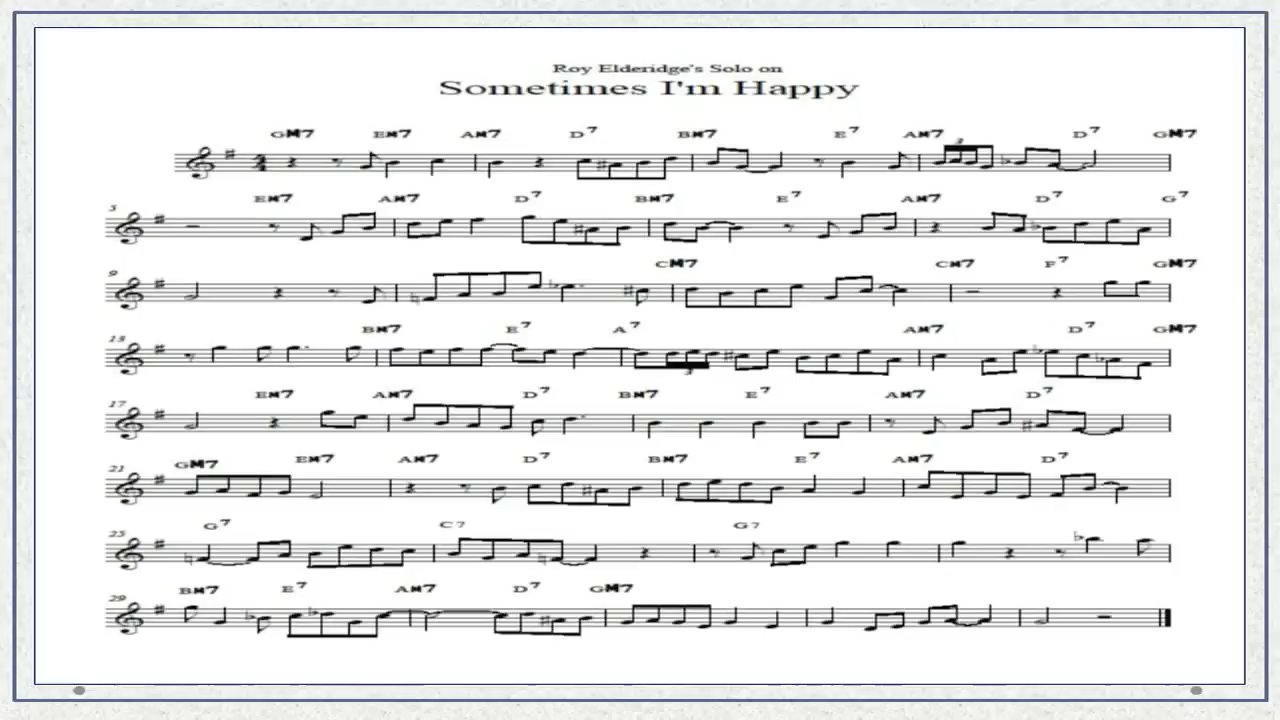 Roy Elderidge's Solo on
Sometimes I'm Happy
GM7 EM7 AM7 D7 BM7 E7 AM7 3 D7 GM7
5 EM7 AM7 D7 BM7 E7 AM7 D7 G7
9 CM7 CM7 F7 GM7
13 BM7 E7 A7 3 AM7 D7 GM7
17 EM7 AM7 D7 BM7 E7 AM7 D7
21 GM7 EM7 AM7 D7 BM7 E7 AM7 D7
25 G7 C7 G7
29 BM7 E7 AM7 D7 GM7